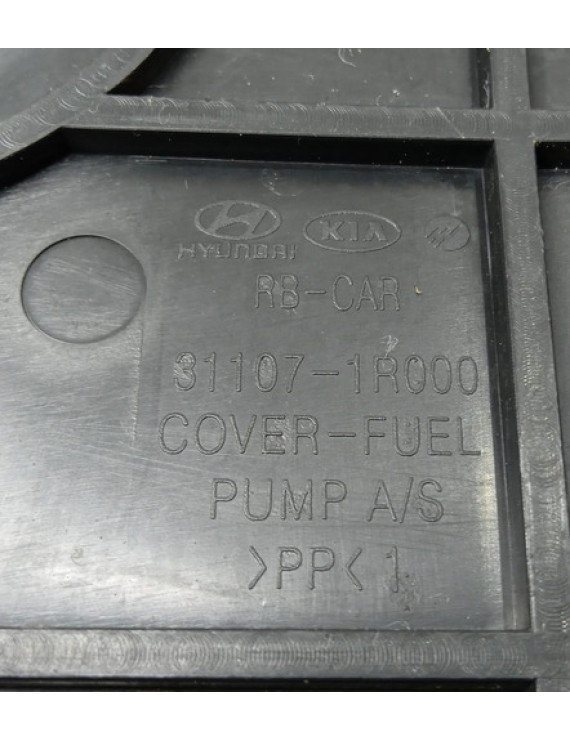 HYUNDAI KIA
RB-CAR
31107-1R000
COVER-FUEL
PUMP A/S
>PP< 1